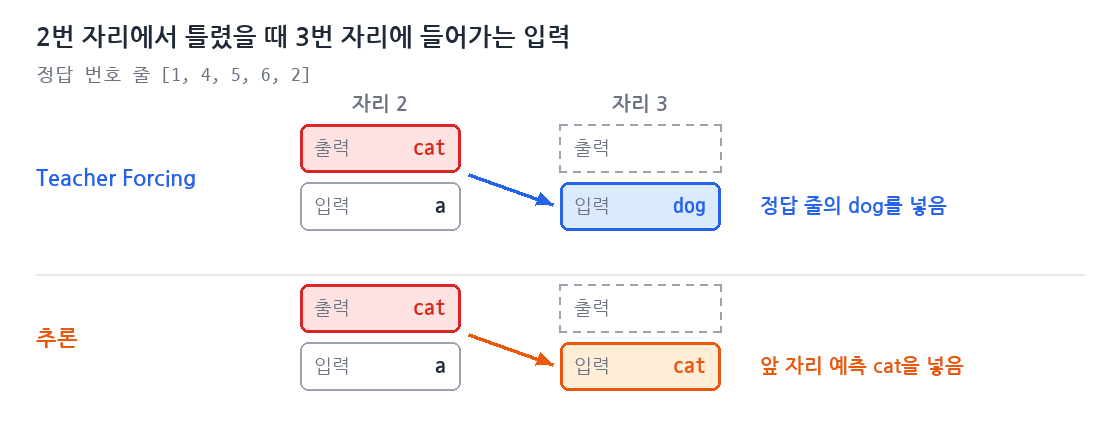 2번 자리에서 틀렸을 때 3번 자리에 들어가는 입력
정답 번호 줄 [1, 4, 5, 6, 2]
자리 2 자리 3
출력 cat 출력
Teacher Forcing
입력 a 입력 dog 정답 줄의 dog를 넣음
출력 cat 출력
추론
입력 a 입력 cat 앞 자리 예측 cat을 넣음